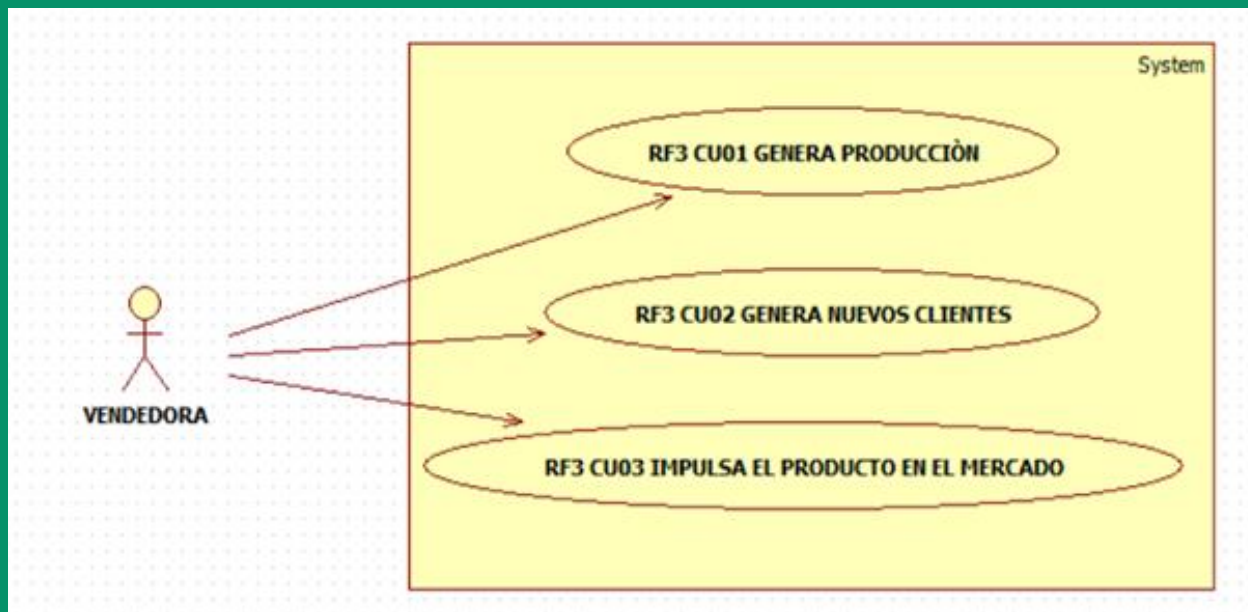 System
RF3 CU01 GENERA PRODUCCIÒN
RF3 CU02 GENERA NUEVOS CLIENTES
VENDEDORA
RF3 CU03 IMPULSA EL PRODUCTO EN EL MERCADO